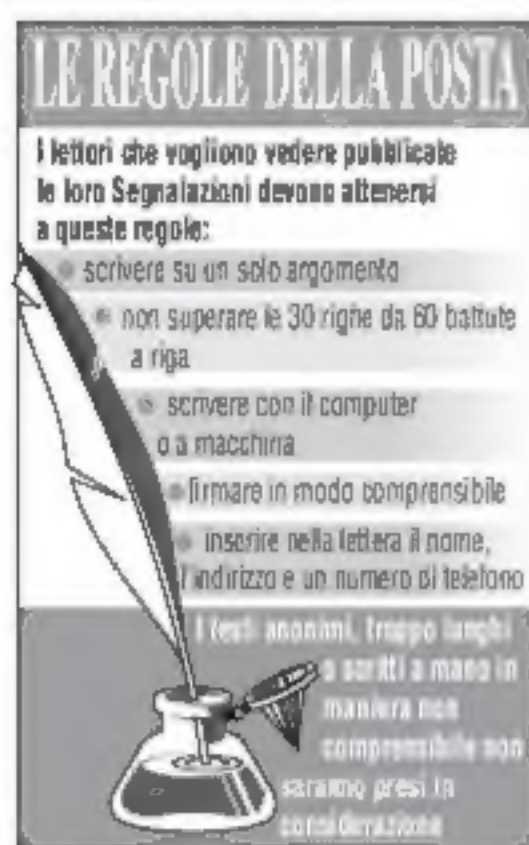 LE REGOLE DELLA POSTA
I lettori che vogliono vedere pubblicate
le loro Segnalazioni devono attenersi
a queste regole:
scrivere su un solo argomento
non superare le 30 righe da 60 battute
a riga
scrivere con il computer
o a macchina
firmare in modo comprensibile
inserire nella lettera il nome,
l'indirizzo e un numero di telefono
I testi anonimi, troppo lunghi
o scritti a mano in
maniera non
comprensibile non
saranno presi in
considerazione